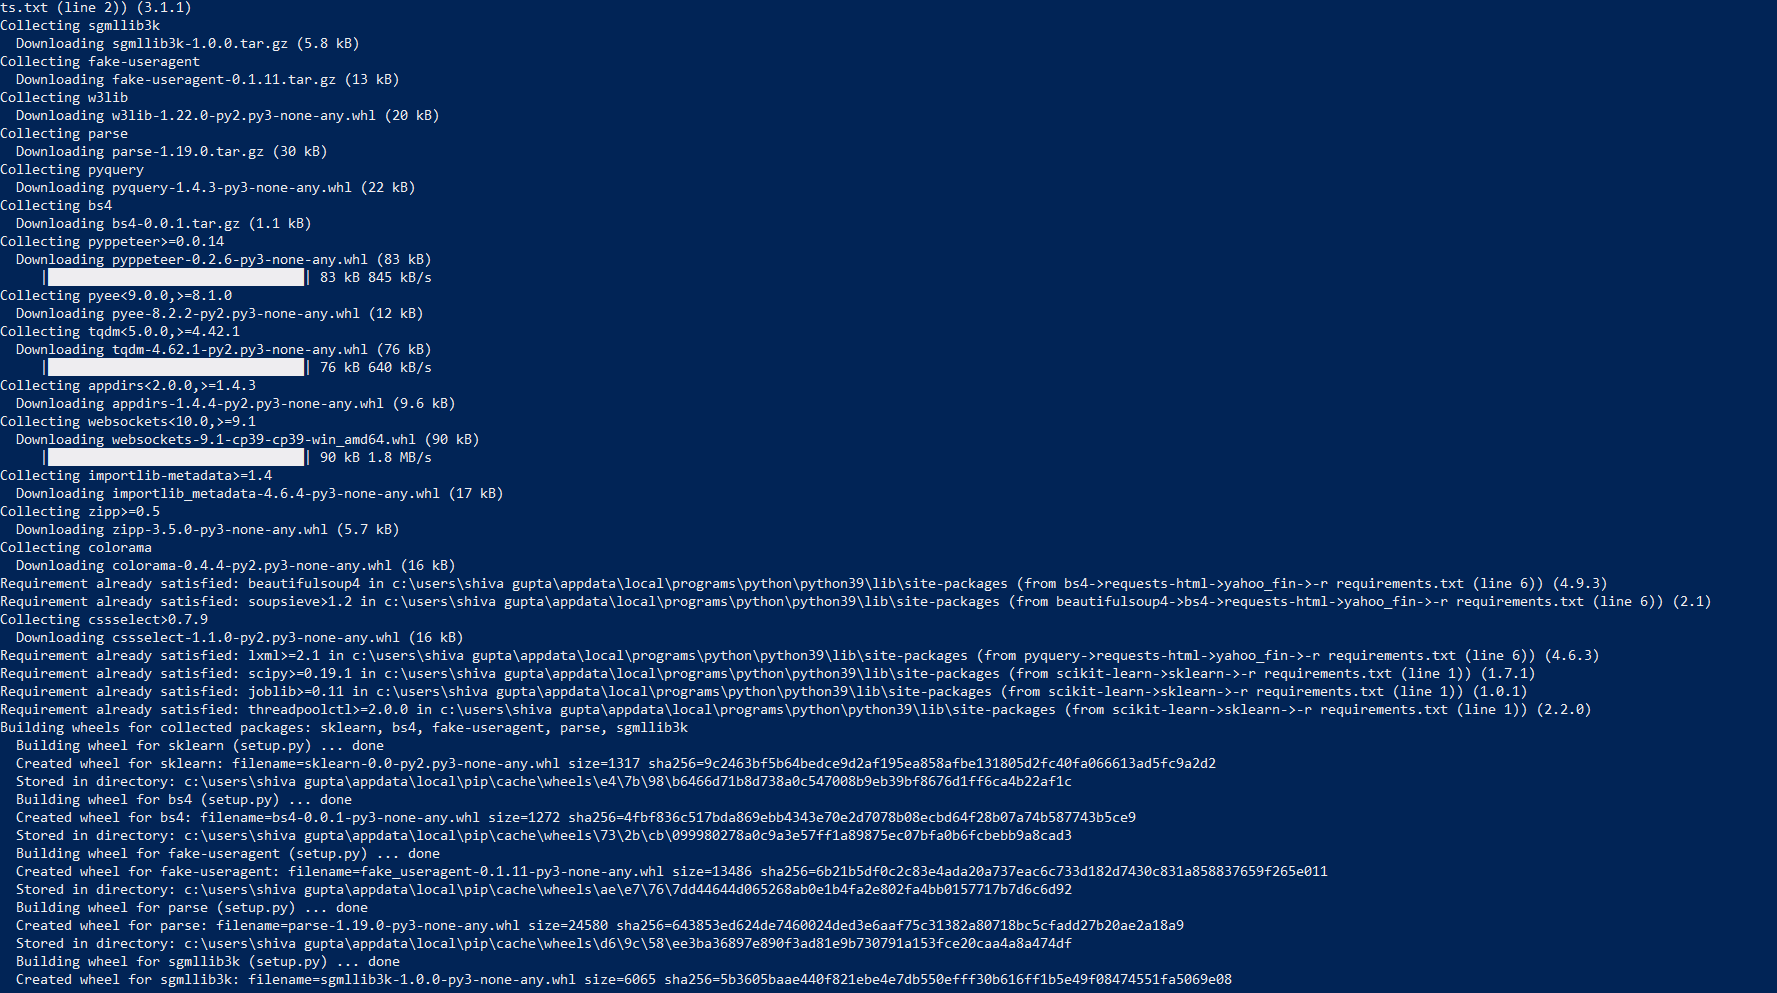 ts.txt (line 2)) (3.1.1)
Collecting sgmllib3k
  Downloading sgmllib3k-1.0.0.tar.gz (5.8 kB)
Collecting fake-useragent
  Downloading fake-useragent-0.1.11.tar.gz (13 kB)
Collecting w3lib
  Downloading w3lib-1.22.0-py2.py3-none-any.whl (20 kB)
Collecting parse
  Downloading parse-1.19.0.tar.gz (30 kB)
Collecting pyquery
  Downloading pyquery-1.4.3-py3-none-any.whl (22 kB)
Collecting bs4
  Downloading bs4-0.0.1.tar.gz (1.1 kB)
Collecting pyppeteer>=0.0.14
  Downloading pyppeteer-0.2.6-py3-none-any.whl (83 kB)
     |████████████████████████████████| 83 kB 845 kB/s
Collecting pyee<9.0.0,>=8.1.0
  Downloading pyee-8.2.2-py2.py3-none-any.whl (12 kB)
Collecting tqdm<5.0.0,>=4.42.1
  Downloading tqdm-4.62.1-py2.py3-none-any.whl (76 kB)
     |████████████████████████████████| 76 kB 640 kB/s
Collecting appdirs<2.0.0,>=1.4.3
  Downloading appdirs-1.4.4-py2.py3-none-any.whl (9.6 kB)
Collecting websockets<10.0,>=9.1
  Downloading websockets-9.1-cp39-cp39-win_amd64.whl (90 kB)
     |████████████████████████████████| 90 kB 1.8 MB/s
Collecting importlib-metadata>=1.4
  Downloading importlib_metadata-4.6.4-py3-none-any.whl (17 kB)
Collecting zipp>=0.5
  Downloading zipp-3.5.0-py3-none-any.whl (5.7 kB)
Collecting colorama
  Downloading colorama-0.4.4-py2.py3-none-any.whl (16 kB)
Requirement already satisfied: beautifulsoup4 in c:\users\shiva gupta\appdata\local\programs\python\python39\lib\site-packages (from bs4->requests-html->yahoo_fin->-r requirements.txt (line 6)) (4.9.3)
Requirement already satisfied: soupsieve>1.2 in c:\users\shiva gupta\appdata\local\programs\python\python39\lib\site-packages (from beautifulsoup4->bs4->requests-html->yahoo_fin->-r requirements.txt (line 6)) (2.1)
Collecting cssselect>0.7.9
  Downloading cssselect-1.1.0-py2.py3-none-any.whl (16 kB)
Requirement already satisfied: lxml>=2.1 in c:\users\shiva gupta\appdata\local\programs\python\python39\lib\site-packages (from pyquery->requests-html->yahoo_fin->-r requirements.txt (line 6)) (4.6.3)
Requirement already satisfied: scipy>=0.19.1 in c:\users\shiva gupta\appdata\local\programs\python\python39\lib\site-packages (from scikit-learn->sklearn->-r requirements.txt (line 1)) (1.7.1)
Requirement already satisfied: joblib>=0.11 in c:\users\shiva gupta\appdata\local\programs\python\python39\lib\site-packages (from scikit-learn->sklearn->-r requirements.txt (line 1)) (1.0.1)
Requirement already satisfied: threadpoolctl>=2.0.0 in c:\users\shiva gupta\appdata\local\programs\python\python39\lib\site-packages (from scikit-learn->sklearn->-r requirements.txt (line 1)) (2.2.0)
Building wheels for collected packages: sklearn, bs4, fake-useragent, parse, sgmllib3k
  Building wheel for sklearn (setup.py) ... done
  Created wheel for sklearn: filename=sklearn-0.0-py2.py3-none-any.whl size=1317 sha256=9c2463bf5b64bedce9d2af195ea858afbe131805d2fc40fa066613ad5fc9a2d2
  Stored in directory: c:\users\shiva gupta\appdata\local\pip\cache\wheels\e4\7b\98\b6466d71b8d738a0c547008b9eb39bf8676d1ff6ca4b22af1c
  Building wheel for bs4 (setup.py) ... done
  Created wheel for bs4: filename=bs4-0.0.1-py3-none-any.whl size=1272 sha256=4fbf836c517bda869ebb4343e70e2d7078b08ecbd64f28b07a74b587743b5ce9
  Stored in directory: c:\users\shiva gupta\appdata\local\pip\cache\wheels\73\2b\cb\099980278a0c9a3e57ff1a89875ec07bfa0b6fcbebb9a8cad3
  Building wheel for fake-useragent (setup.py) ... done
  Created wheel for fake-useragent: filename=fake_useragent-0.1.11-py3-none-any.whl size=13486 sha256=6b21b5df0c2c83e4ada20a737eac6c733d182d7430c831a858837659f265e011
  Stored in directory: c:\users\shiva gupta\appdata\local\pip\cache\wheels\ae\e7\76\7dd44644d065268ab0e1b4fa2e802fa4bb0157717b7d6c6d92
  Building wheel for parse (setup.py) ... done
  Created wheel for parse: filename=parse-1.19.0-py3-none-any.whl size=24580 sha256=643853ed624de7460024ded3e6aaf75c31382a80718bc5cfadd27b20ae2a18a9
  Stored in directory: c:\users\shiva gupta\appdata\local\pip\cache\wheels\d6\9c\58\ee3ba36897e890f3ad81e9b730791a153fce20caa4a8a474df
  Building wheel for sgmllib3k (setup.py) ... done
  Created wheel for sgmllib3k: filename=sgmllib3k-1.0.0-py3-none-any.whl size=6065 sha256=5b3605baae440f821ebe4e7db550efff30b616ff1b5e49f08474551fa5069e08